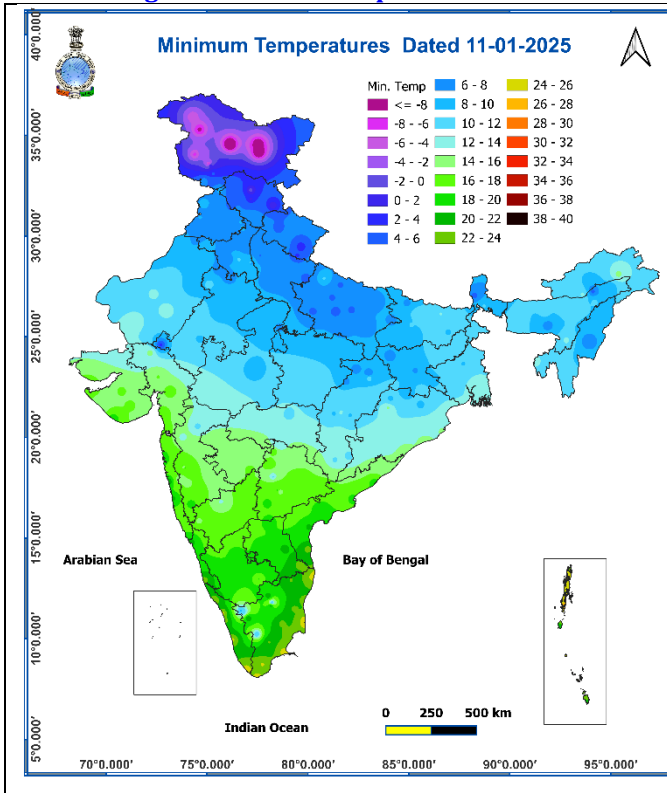 Minimum Temperatures Dated 11-01-2025
Min. Temp
<= -8
-8 - -6
-6 - -4
-4 - -2
-2 - 0
0 - 2
2 - 4
4 - 6
6 - 8
8 - 10
10 - 12
12 - 14
14 - 16
16 - 18
18 - 20
20 - 22
22 - 24
24 - 26
26 - 28
28 - 30
30 - 32
32 - 34
34 - 36
36 - 38
38 - 40
40°0.000'
35°0.000'
30°0.000'
25°0.000'
20°0.000'
15°0.000'
10°0.000'
5°0.000'
Arabian Sea
Bay of Bengal
Indian Ocean
0 250 500 km
70°0.000' 75°0.000' 80°0.000' 85°0.000' 90°0.000' 95°0.000'